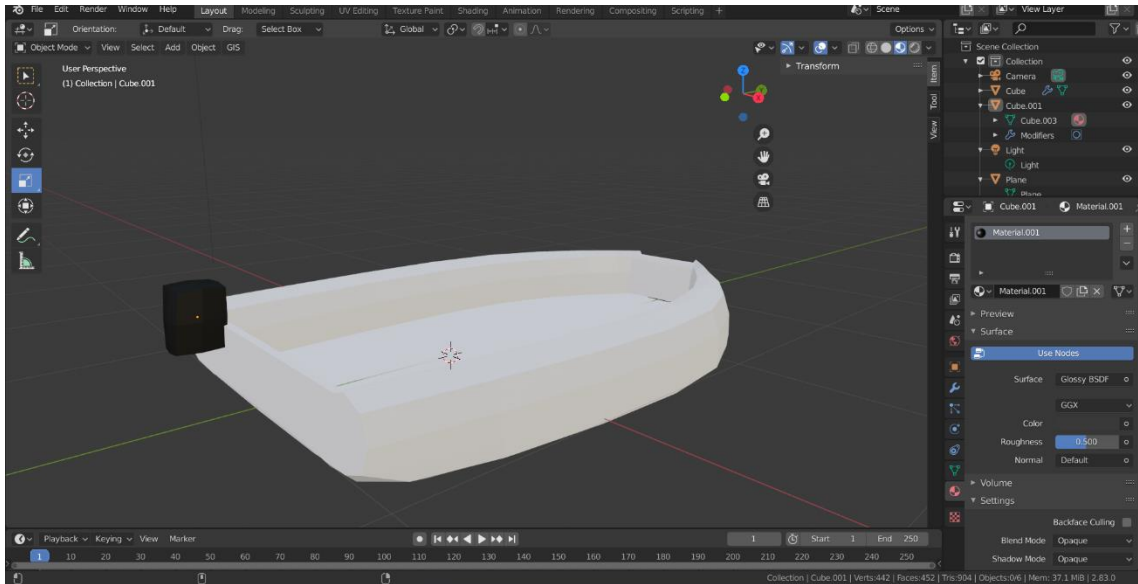 File Edit Render Window Help Layout Modeling Sculpting UV Editing Texture Paint Shading Animation Rendering Compositing Scripting + Scene View Layer
Orientation: Default Drag: Select Box Global Options
Object Mode View Select Add Object GIS
User Perspective
(1) Collection | Cube.001
Transform
Item
Tool
View
Z
Y
X
Scene Collection
Collection
Camera
Cube
Cube.001
Cube.003
Modifiers
Light
Light
Plane
Plane
Cube.001 Material.001
Material.001
Material.001
Preview
Surface
Use Nodes
Surface Glossy BSDF
GGX
Color
Roughness 0.500
Normal Default
Volume
Settings
Backface Culling
Blend Mode Opaque
Shadow Mode Opaque
Playback Keying View Marker 1 Start 1 End 250
1 10 20 30 40 50 60 70 80 90 100 110 120 130 140 150 160 170 180 190 200 210 220 230 240 250
Collection | Cube.001 | Verts:442 | Faces:452 | Tris:904 | Objects:0/6 | Mem: 37.1 MiB | 2.83.0